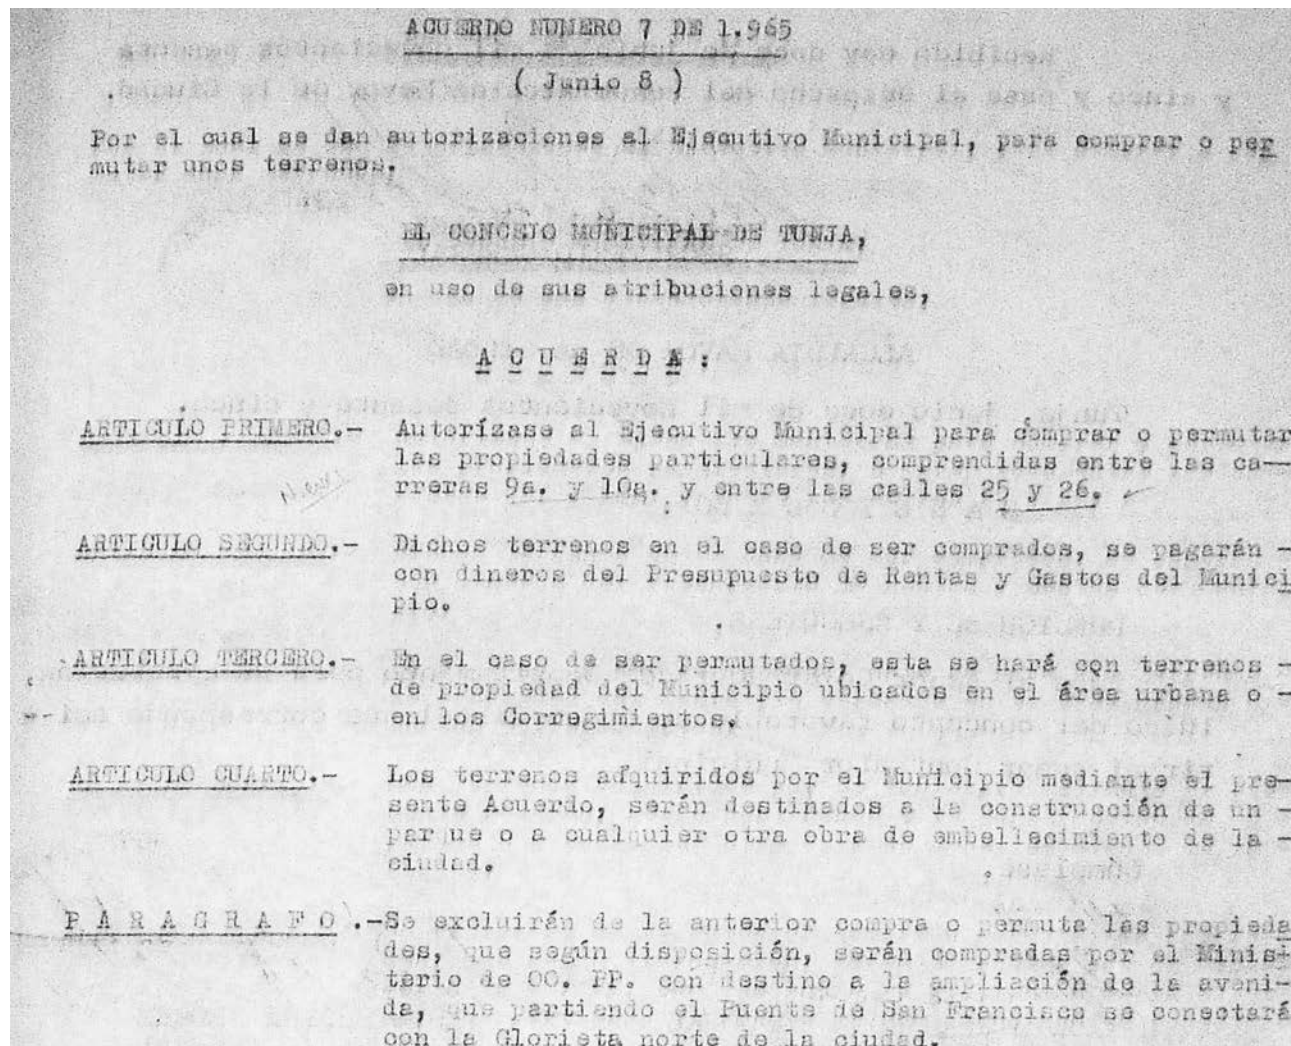 ACUERDO NUMERO 7 DE 1.965
( Junio 8 )
Por el cual se dan autorizaciones al Ejecutivo Municipal, para comprar o per
mutar unos terrenos.
EL CONCEJO MUNICIPAL DE TUNJA,
en uso de sus atribuciones legales,
A C U E R D A :
ARTICULO PRIMERO.- Autorízase al Ejecutivo Municipal para comprar o permutar
las propiedades particulares, comprendidas entre las ca-
rreras 9a. y 10a. y entre las calles 25 y 26.
ARTICULO SEGUNDO.- Dichos terrenos en el caso de ser comprados, se pagarán -
con dineros del Presupuesto de Rentas y Gastos del Munici
pio.
ARTICULO TERCERO.- En el caso de ser permutados, esta se hará con terrenos -
de propiedad del Municipio ubicados en el área urbana o -
en los Corregimientos.
ARTICULO CUARTO.- Los terrenos adquiridos por el Municipio mediante el pre-
sente Acuerdo, serán destinados a la construcción de un -
par ue o a cualquier otra obra de embellecimiento de la -
ciudad.
P A R A G R A F O .-Se excluirán de la anterior compra o permuta las propieda
des, que según disposición, serán compradas por el Minis-
terio de OO. PP. con destino a la ampliación de la aveni-
da, que partiendo el Puente de San Francisco se conectará
con la Glorieta norte de la ciudad.